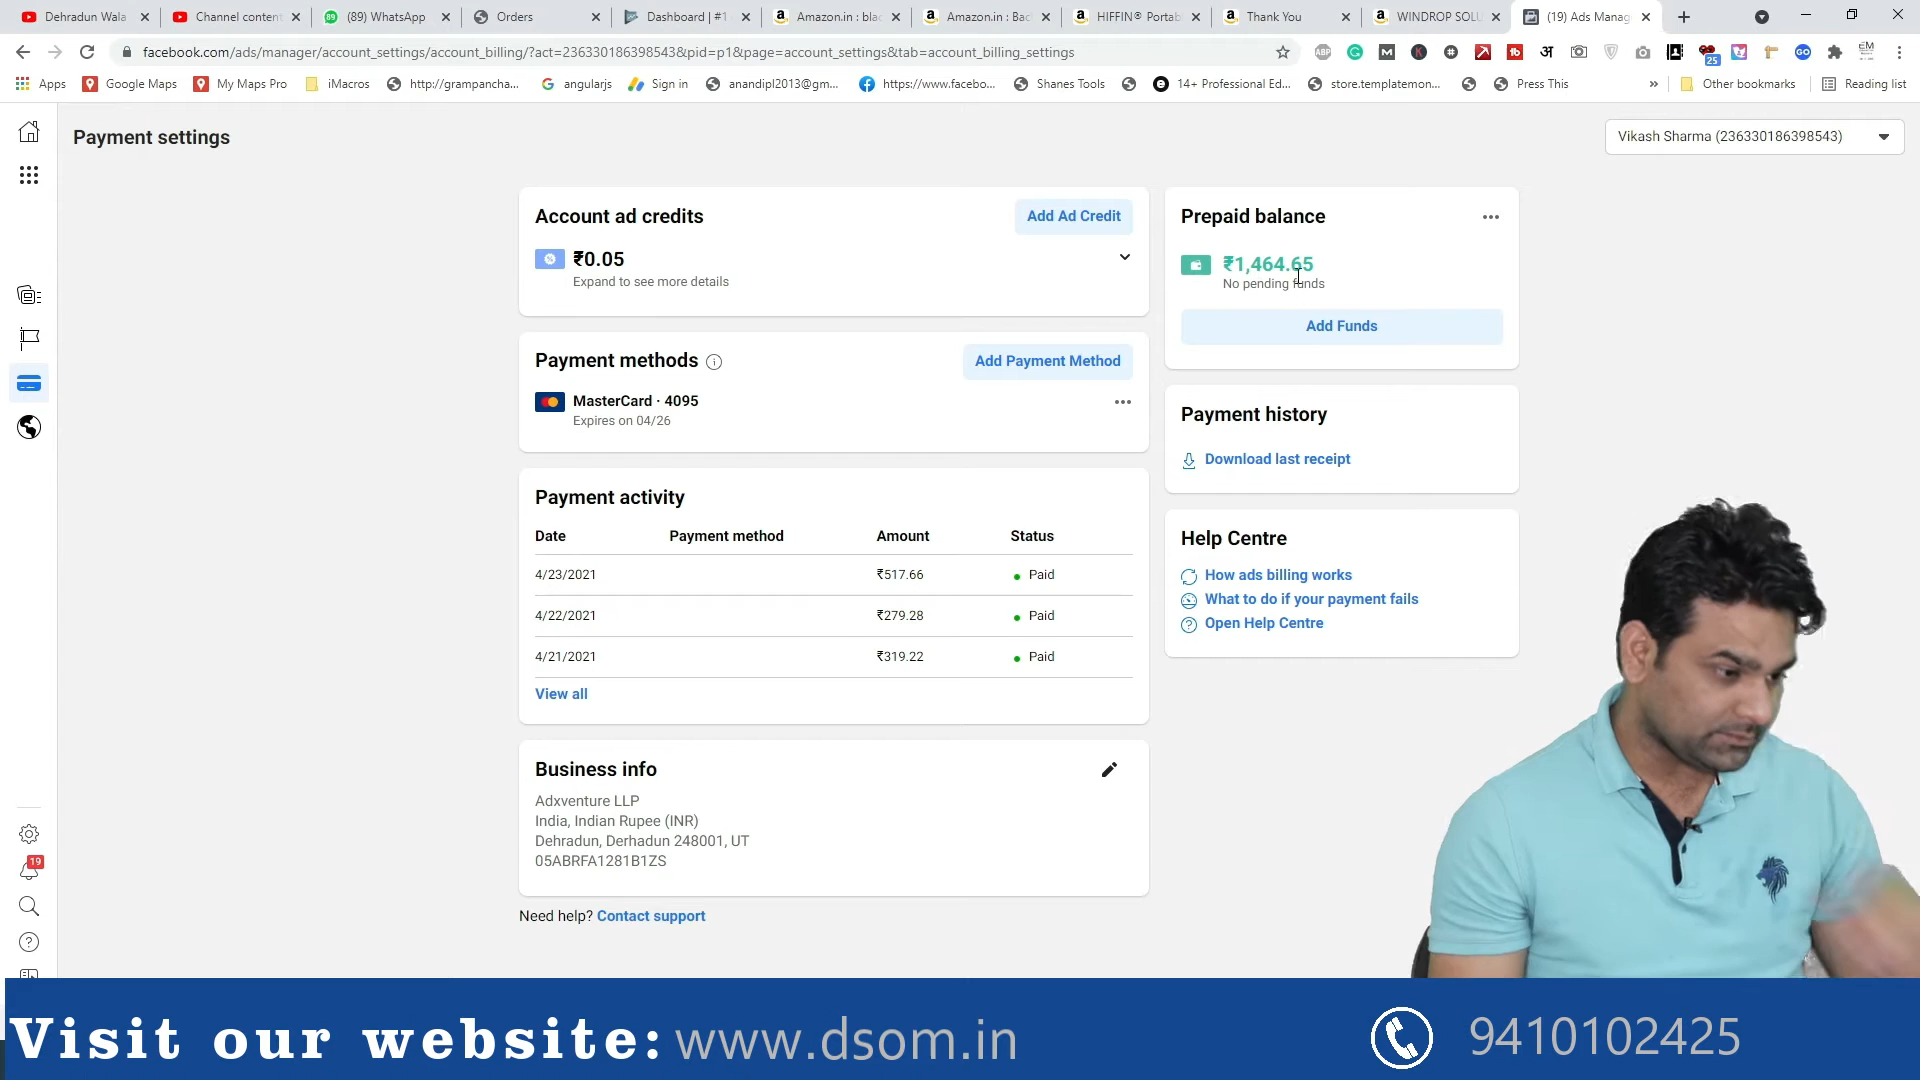 Dehradun Wala
Channel content
(89) WhatsApp
Orders
Dashboard | #1
Amazon.in : blac
Amazon.in : Bac
HIFFIN® Portab
Thank You
WINDROP SOLU
(19) Ads Manag
facebook.com/ads/manager/account_settings/account_billing/?act=236330186398543&pid=p1&page=account_settings&tab=account_billing_settings
Apps
Google Maps
My Maps Pro
iMacros
http://grampancha...
angularjs
Sign in
anandipl2013@gm...
https://www.facebo...
Shanes Tools
14+ Professional Ed...
store.templatemon...
Press This
»
Other bookmarks
Reading list
Payment settings
Vikash Sharma (236330186398543)
Account ad credits
Add Ad Credit
₹0.05
Expand to see more details
Prepaid balance
₹1,464.65
No pending funds
Add Funds
Payment methods
Add Payment Method
MasterCard · 4095
Expires on 04/26
Payment history
Download last receipt
Payment activity
Date Payment method Amount Status
4/23/2021 ₹517.66 Paid
4/22/2021 ₹279.28 Paid
4/21/2021 ₹319.22 Paid
View all
Help Centre
How ads billing works
What to do if your payment fails
Open Help Centre
Business info
Adxventure LLP
India, Indian Rupee (INR)
Dehradun, Derhadun 248001, UT
05ABRFA1281B1ZS
Need help? Contact support
19
25
Visit our website: www.dsom.in
9410102425